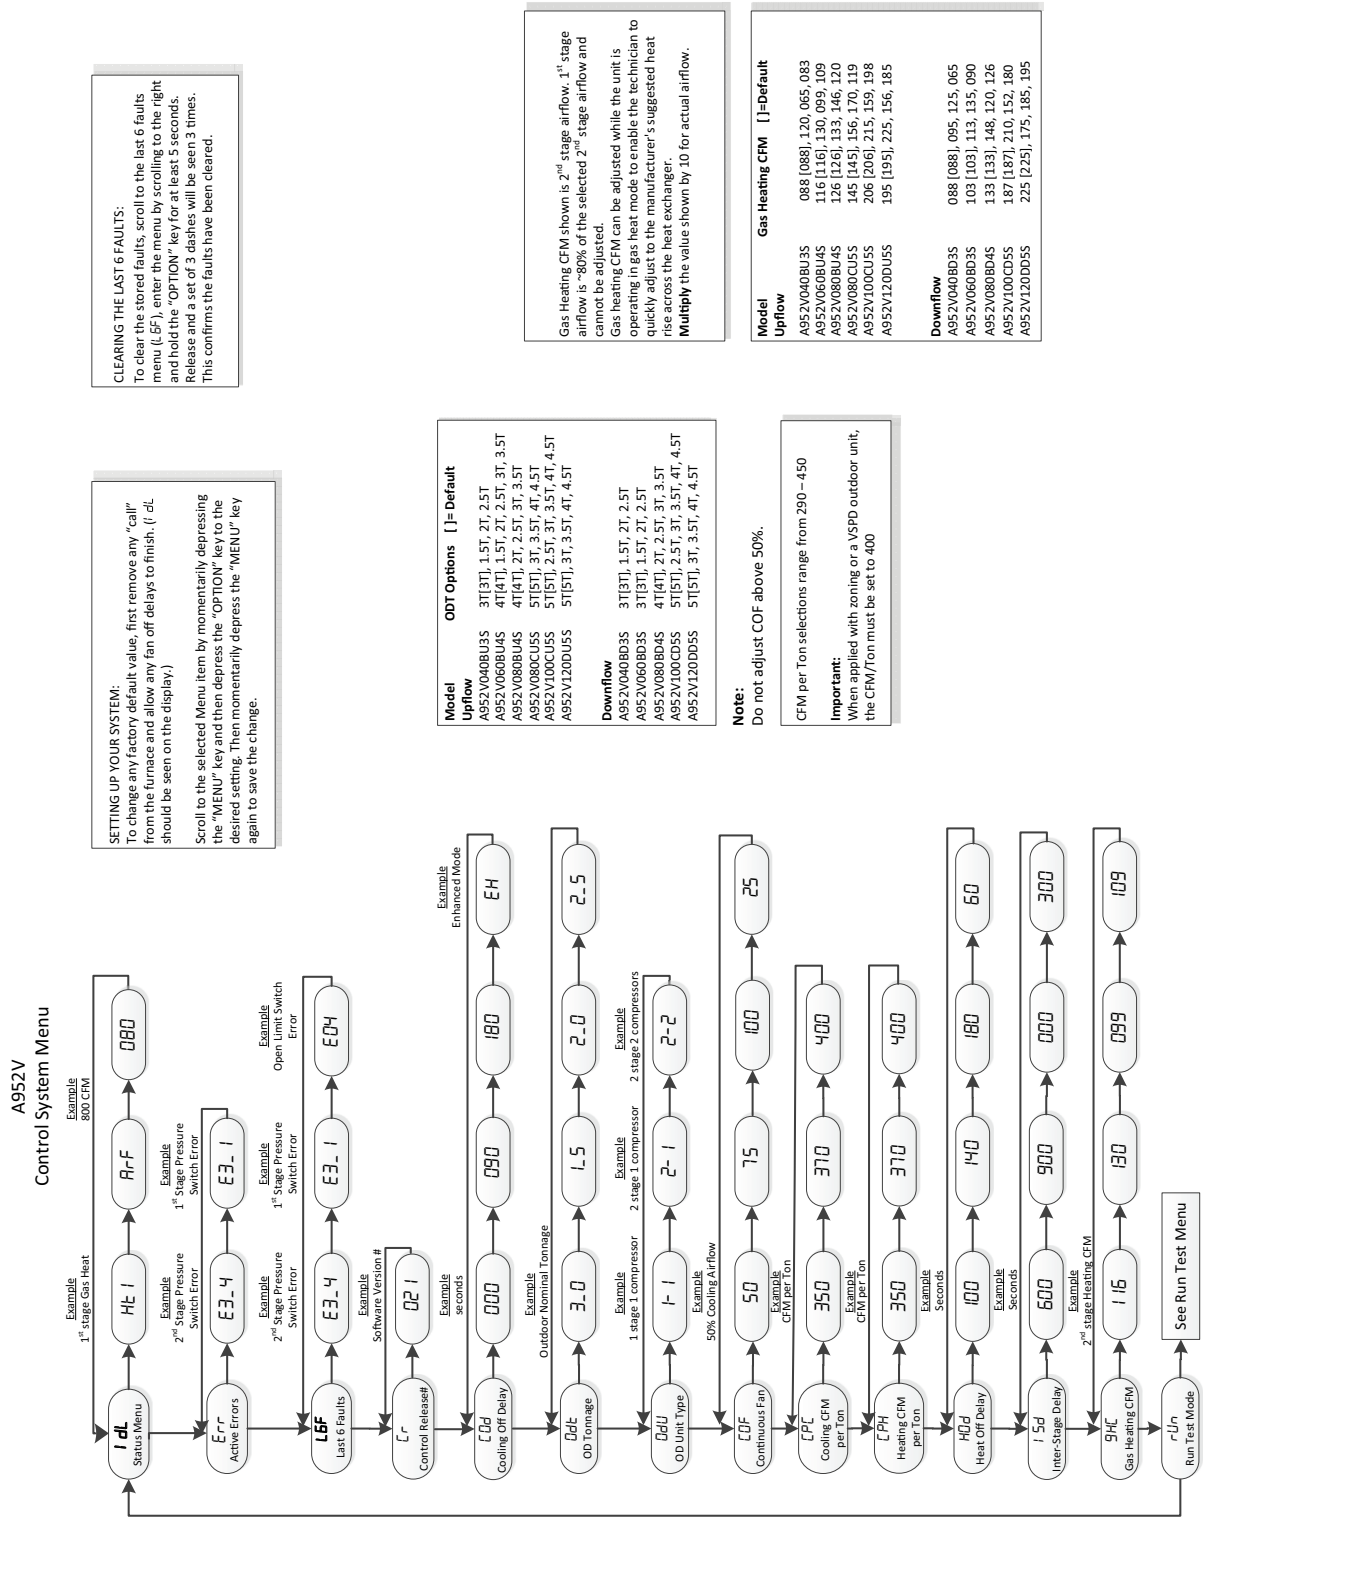 A952V
Control System Menu
SETTING UP YOUR SYSTEM:
To change any factory default value, first remove any “call”
from the furnace and allow any fan off delays to finish. (I dL
should be seen on the display.)
Scroll to the selected Menu item by momentarily depressing
the “MENU” key and then depress the “OPTION” key to the
desired setting. Then momentarily depress the “MENU” key
again to save the change.
CLEARING THE LAST 6 FAULTS:
To clear the stored faults, scroll to the last 6 faults
menu (L6F), enter the menu by scrolling to the right
and hold the “OPTION” key for at least 5 seconds.
Release and a set of 3 dashes will be seen 3 times.
This confirms the faults have been cleared.
Example
1st stage Gas Heat
Example
800 CFM
I dL
Status Menu
Ht 1
ArF
080
Example
2nd Stage Pressure
Switch Error
Example
1st Stage Pressure
Switch Error
Err
Active Errors
E3_4
E3_1
Example
2nd Stage Pressure
Switch Error
Example
1st Stage Pressure
Switch Error
Example
Open Limit Switch
Error
L6F
Last 6 Faults
E3_4
E3_1
E04
Example
Software Version #
Cr
Control Release#
02 1
Example
seconds
Example
Enhanced Mode
C0d
Cooling Off Delay
000
090
180
EH
Example
Outdoor Nominal Tonnage
0dt
OD Tonnage
3_0
1_5
2_0
2_5
Example
1 stage 1 compressor
Example
2 stage 1 compressor
Example
2 stage 2 compressors
0dU
OD Unit Type
1-1
2-1
2-2
Example
50% Cooling Airflow
C0F
Continuous Fan
50
75
100
25
Example
CFM per Ton
CPC
Cooling CFM
per Ton
350
370
400
Example
CFM per Ton
CPH
Heating CFM
per Ton
350
370
400
Example
Seconds
H0d
Heat Off Delay
100
140
180
60
Example
Seconds
I Sd
Inter-Stage Delay
600
900
000
300
Example
2nd stage Heating CFM
9HC
Gas Heating CFM
116
130
099
109
rUn
Run Test Mode
See Run Test Menu
Model ODT Options [ ]= Default
Upflow
A952V040BU3S 3T[3T], 1.5T, 2T, 2.5T
A952V060BU4S 4T[4T], 1.5T, 2T, 2.5T, 3T, 3.5T
A952V080BU4S 4T[4T], 2T, 2.5T, 3T, 3.5T
A952V080CU5S 5T[5T], 3T, 3.5T, 4T, 4.5T
A952V100CU5S 5T[5T], 2.5T, 3T, 3.5T, 4T, 4.5T
A952V120DU5S 5T[5T], 3T, 3.5T, 4T, 4.5T
Downflow
A952V040BD3S 3T[3T], 1.5T, 2T, 2.5T
A952V060BD3S 3T[3T], 1.5T, 2T, 2.5T
A952V080BD4S 4T[4T], 2T, 2.5T, 3T, 3.5T
A952V100CD5S 5T[5T], 2.5T, 3T, 3.5T, 4T, 4.5T
A952V120DD5S 5T[5T], 3T, 3.5T, 4T, 4.5T
Note:
Do not adjust COF above 50%.
CFM per Ton selections range from 290 – 450
Important:
When applied with zoning or a VSPD outdoor unit,
the CFM/Ton must be set to 400
Gas Heating CFM shown is 2nd stage airflow. 1st stage
airflow is ~80% of the selected 2nd stage airflow and
cannot be adjusted.
Gas heating CFM can be adjusted while the unit is
operating in gas heat mode to enable the technician to
quickly adjust to the manufacturer's suggested heat
rise across the heat exchanger.
Multiply the value shown by 10 for actual airflow.
Model Gas Heating CFM [ ]=Default
Upflow
A952V040BU3S 088 [088], 120, 065, 083
A952V060BU4S 116 [116], 130, 099, 109
A952V080BU4S 126 [126], 133, 146, 120
A952V080CU5S 145 [145], 156, 170, 119
A952V100CU5S 206 [206], 215, 159, 198
A952V120DU5S 195 [195], 225, 156, 185
Downflow
A952V040BD3S 088 [088], 095, 125, 065
A952V060BD3S 103 [103], 113, 135, 090
A952V080BD4S 133 [133], 148, 120, 126
A952V100CD5S 187 [187], 210, 152, 180
A952V120DD5S 225 [225], 175, 185, 195